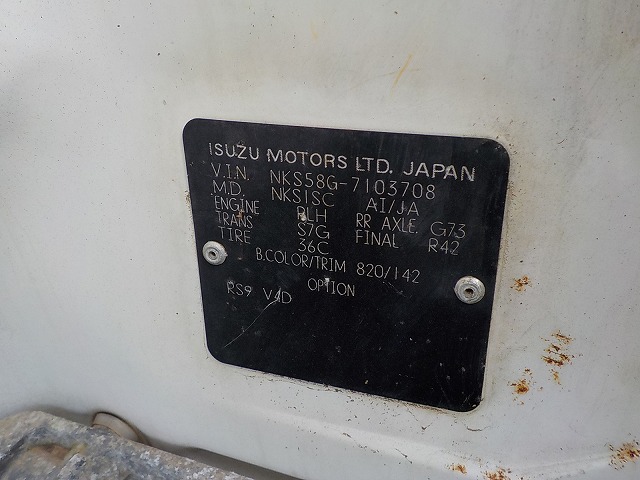 ISUZU MOTORS LTD. JAPAN
V.I.N. NKS58G-7103708
M.D. NKS1SC AI/JA
ENGINE RLH RR AXLE G73
TRANS S7G FINAL R42
TIRE 36C
B.COLOR/TRIM 820/142
OPTION
RS9 V4D